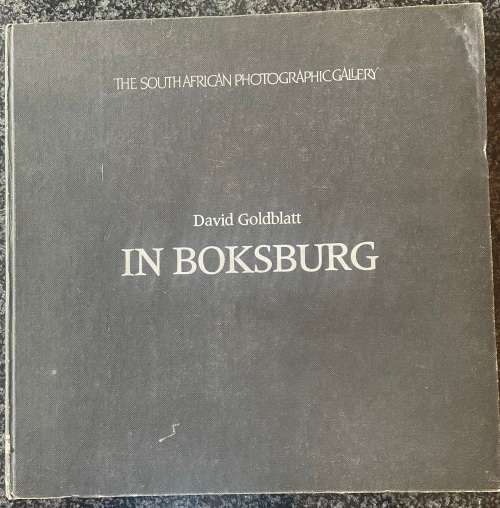 THE SOUTH AFRICAN PHOTOGRAPHIC GALLERY
David Goldblatt
IN BOKSBURG